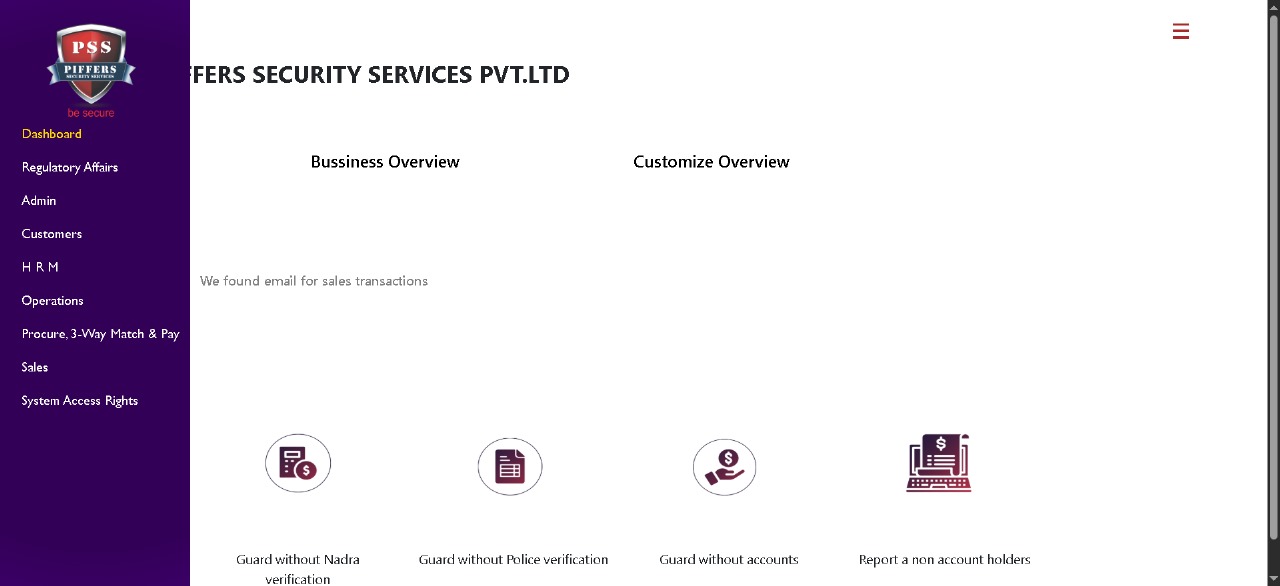 PSS
PIFFERS
SECURITY SERVICES
be secure
FFERS SECURITY SERVICES PVT.LTD
Dashboard
Regulatory Affairs
Admin
Customers
H R M
Operations
Procure, 3-Way Match & Pay
Sales
System Access Rights
Bussiness Overview
Customize Overview
We found email for sales transactions
Guard without Nadra
verification
Guard without Police verification
Guard without accounts
Report a non account holders